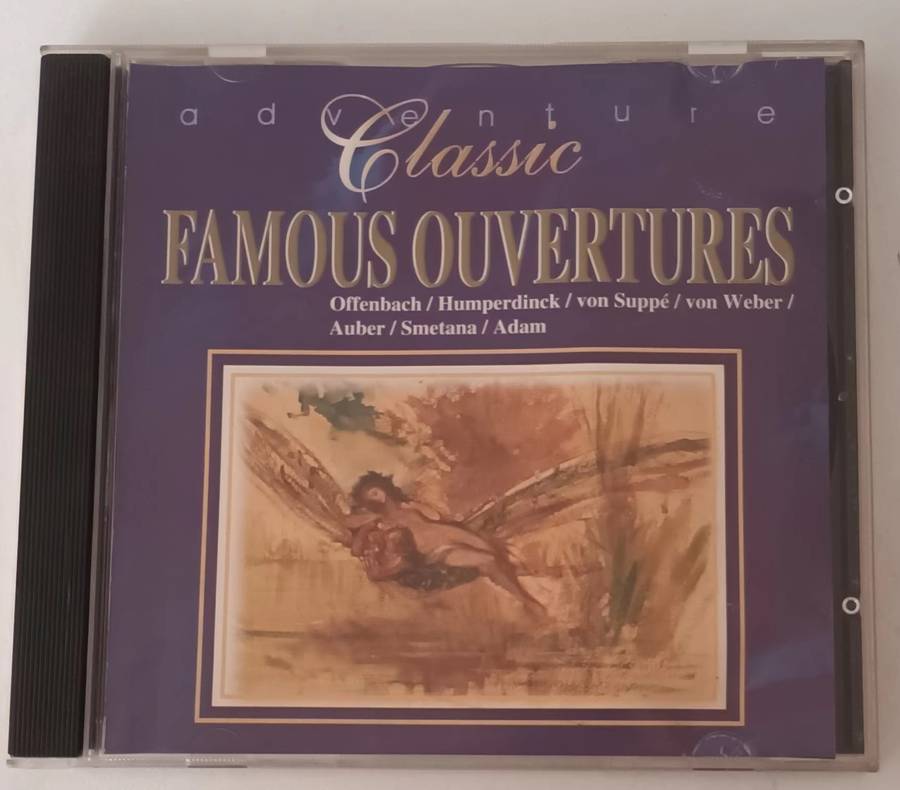 adventure
Classic
FAMOUS OUVERTURES
Offenbach / Humperdinck / von Suppé / von Weber /
Auber / Smetana / Adam